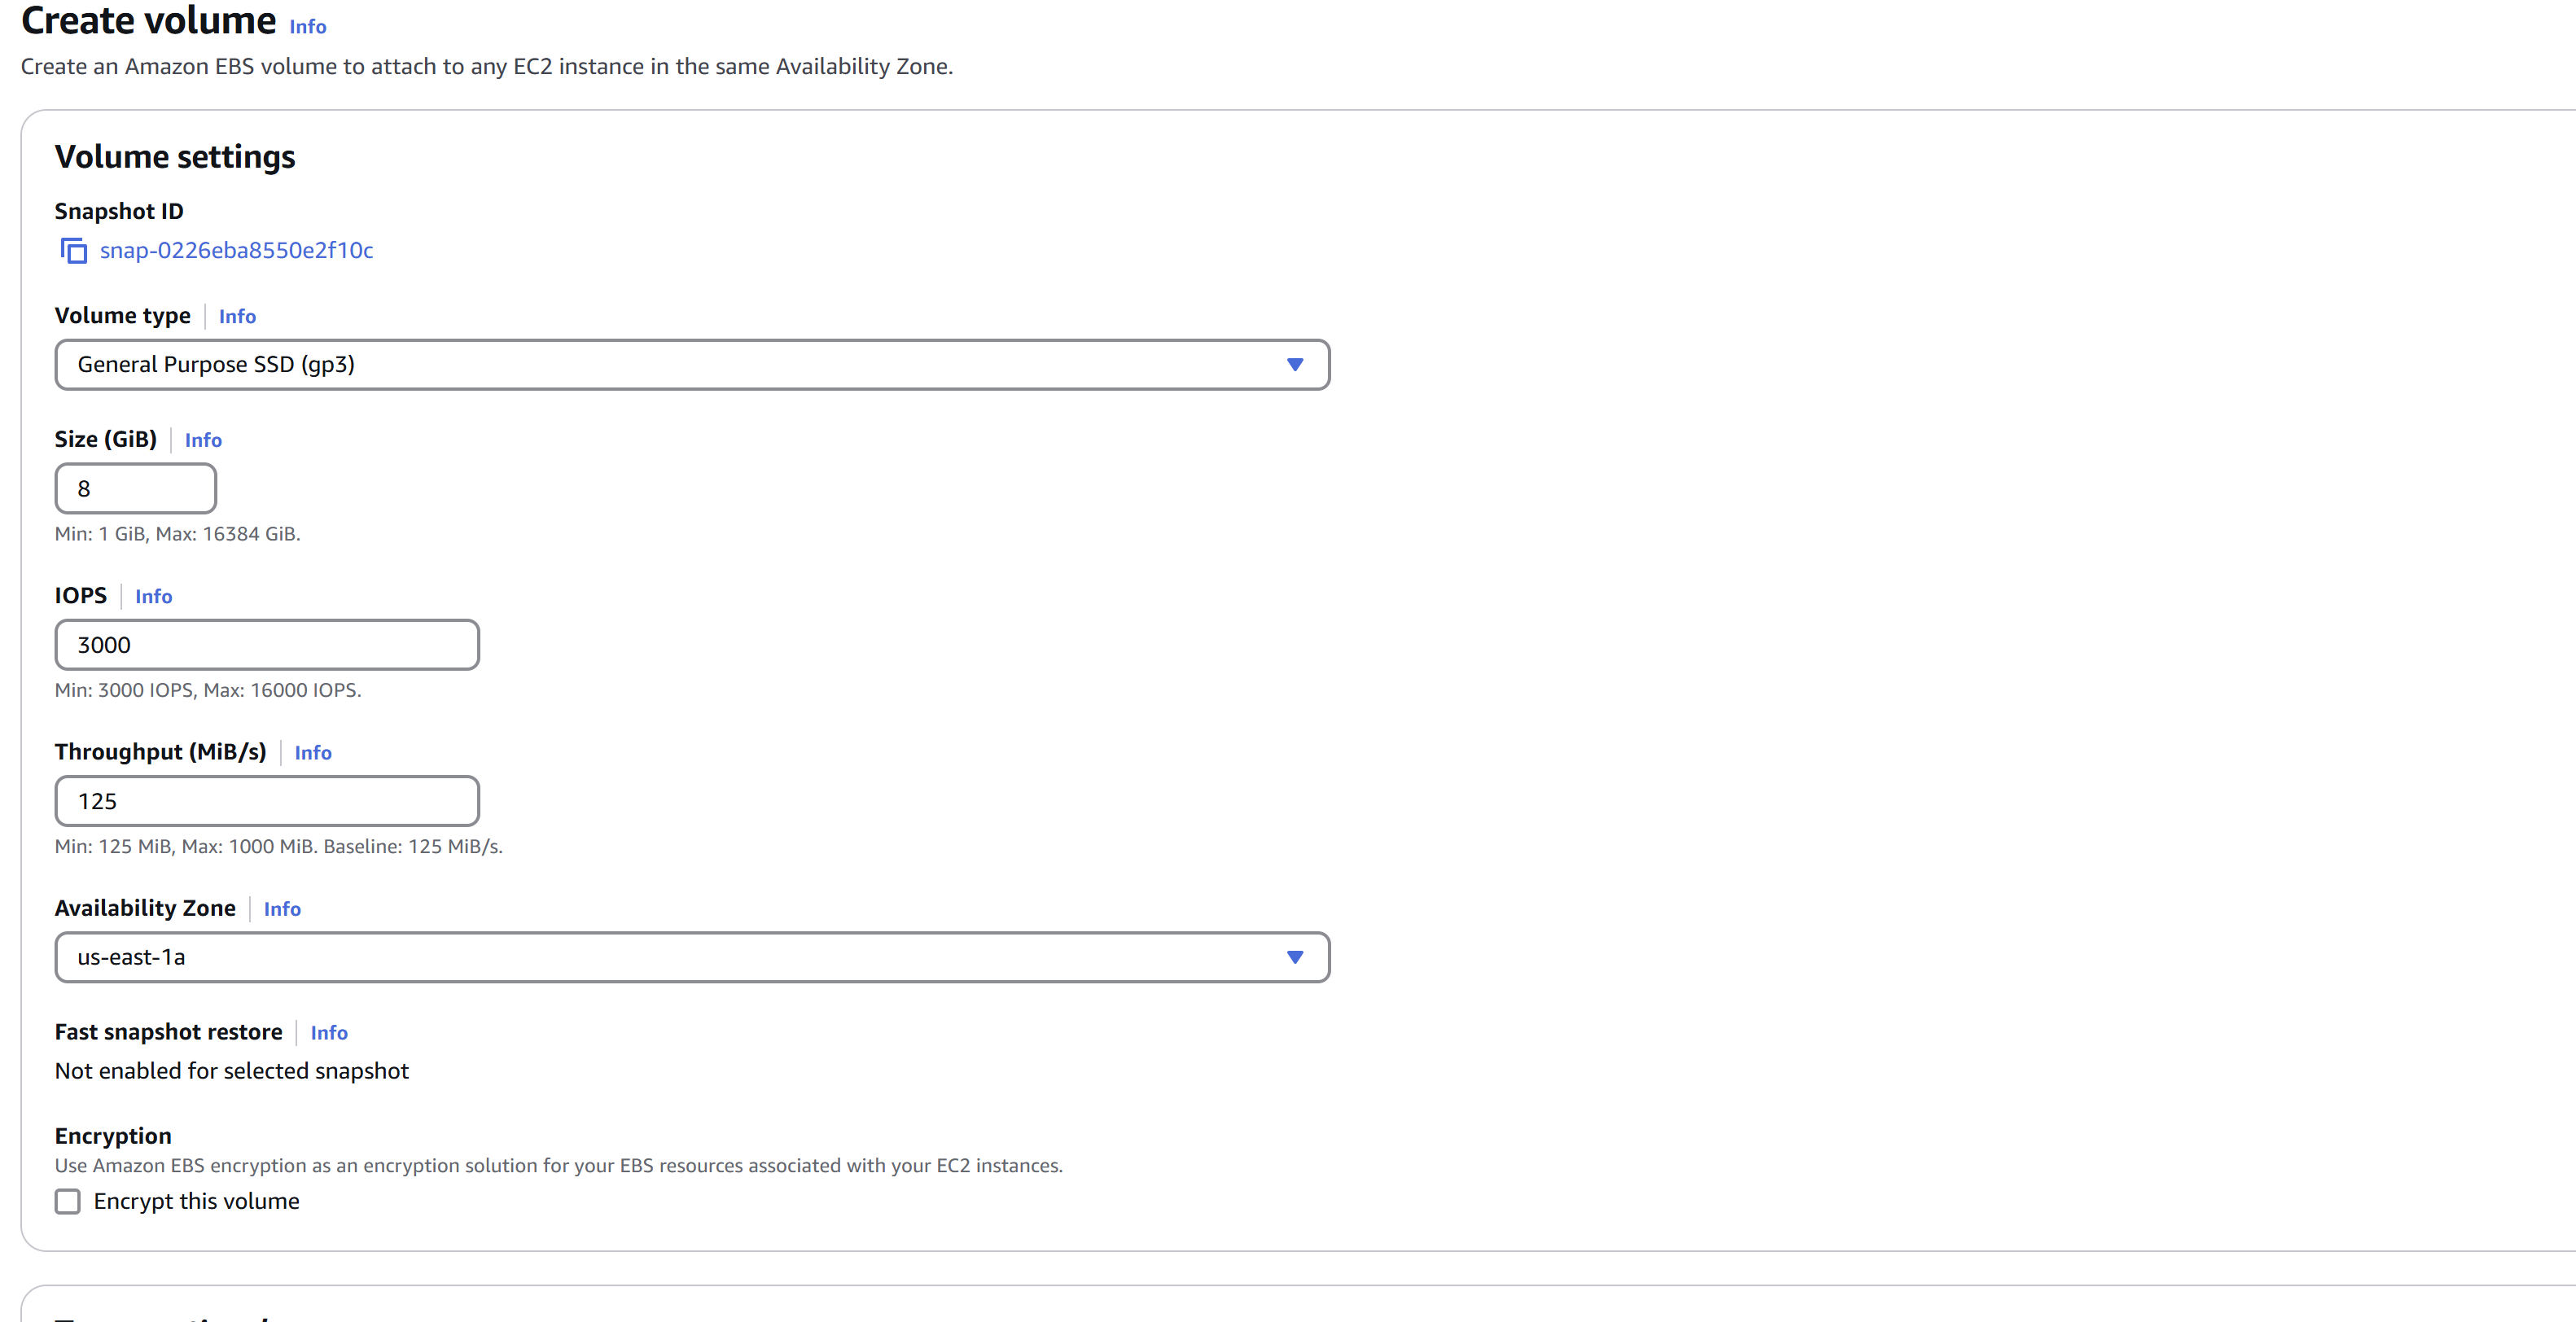 Create volume Info
Create an Amazon EBS volume to attach to any EC2 instance in the same Availability Zone.
Volume settings
Snapshot ID
snap-0226eba8550e2f10c
Volume type Info
General Purpose SSD (gp3)
Size (GiB) Info
8
Min: 1 GiB, Max: 16384 GiB.
IOPS Info
3000
Min: 3000 IOPS, Max: 16000 IOPS.
Throughput (MiB/s) Info
125
Min: 125 MiB, Max: 1000 MiB. Baseline: 125 MiB/s.
Availability Zone Info
us-east-1a
Fast snapshot restore Info
Not enabled for selected snapshot
Encryption
Use Amazon EBS encryption as an encryption solution for your EBS resources associated with your EC2 instances.
Encrypt this volume